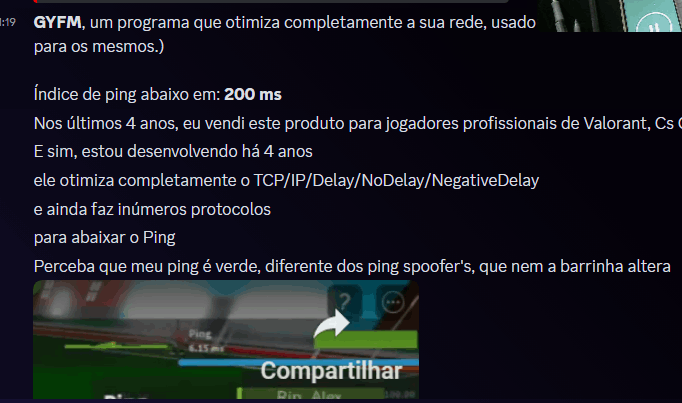 :19
GYFM, um programa que otimiza completamente a sua rede, usado
para os mesmos.)
Índice de ping abaixo em: 200 ms
Nos últimos 4 anos, eu vendi este produto para jogadores profissionais de Valorant, Cs
E sim, estou desenvolvendo há 4 anos
ele otimiza completamente o TCP/IP/Delay/NoDelay/NegativeDelay
e ainda faz inúmeros protocolos
para abaixar o Ping
Perceba que meu ping é verde, diferente dos ping spoofer's, que nem a barrinha altera
?
Ping
6.15 ms
Compartilhar
Rip_Alex
Ping